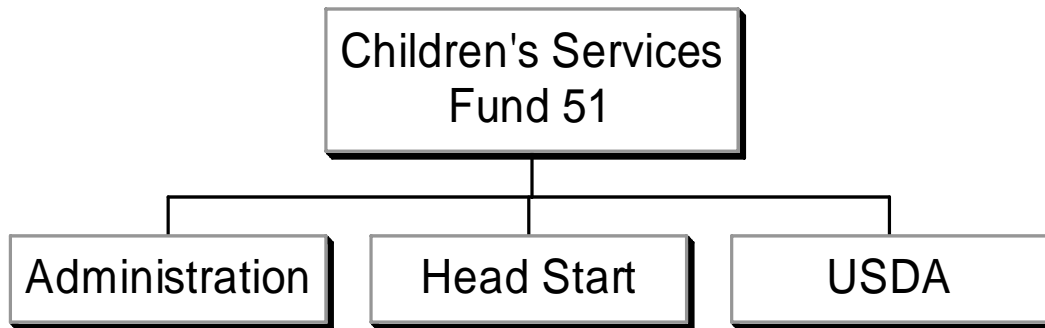 Children's Services
Fund 51
Administration
Head Start
USDA